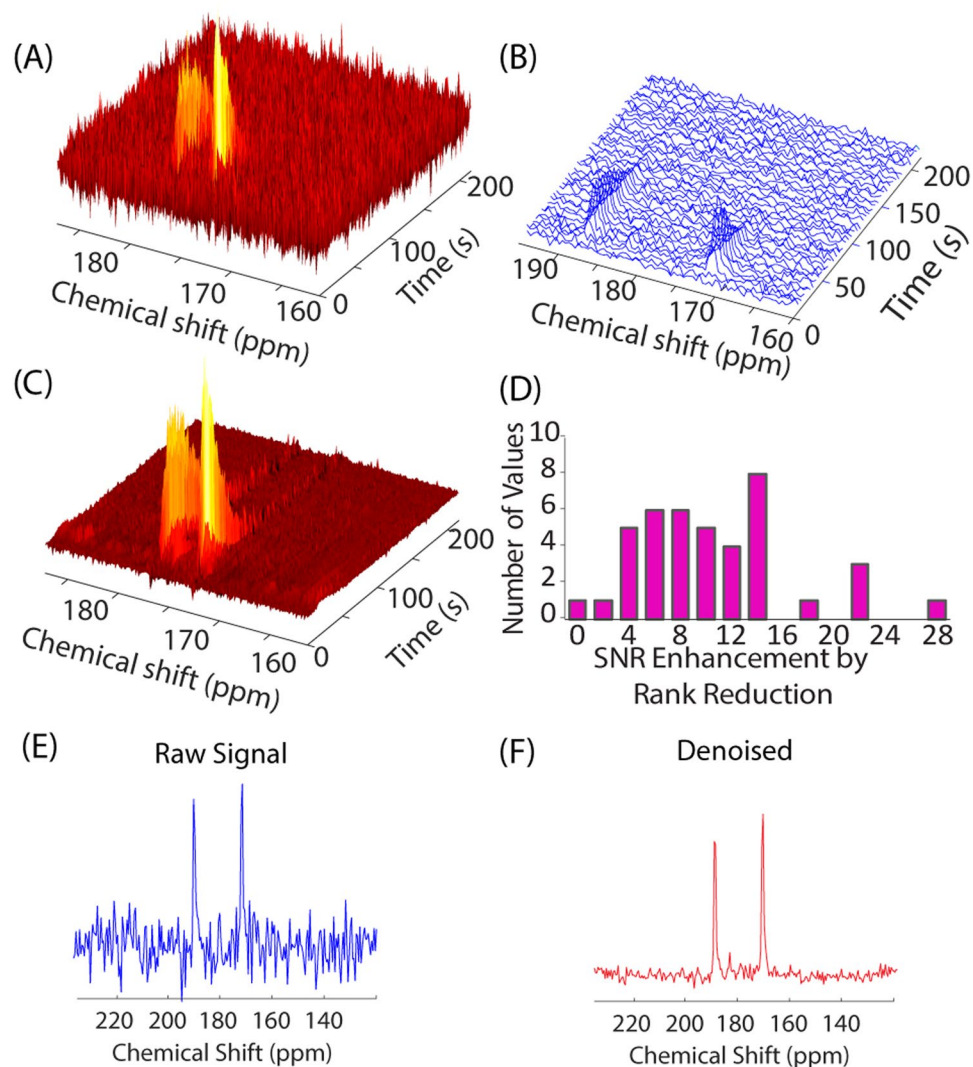 (A)
180
170
160
Chemical shift (ppm)
0
100
200
Time (s)
(B)
190
180
170
160
Chemical shift (ppm)
0
50
100
150
200
Time (s)
(C)
180
170
160
Chemical shift (ppm)
0
100
200
Time (s)
(D)
Number of Values
10
8
6
4
2
0
0 4 8 12 16 20 24 28
SNR Enhancement by
Rank Reduction
(E)
Raw Signal
220 200 180 160 140
Chemical Shift (ppm)
(F)
Denoised
220 200 180 160 140
Chemical Shift (ppm)